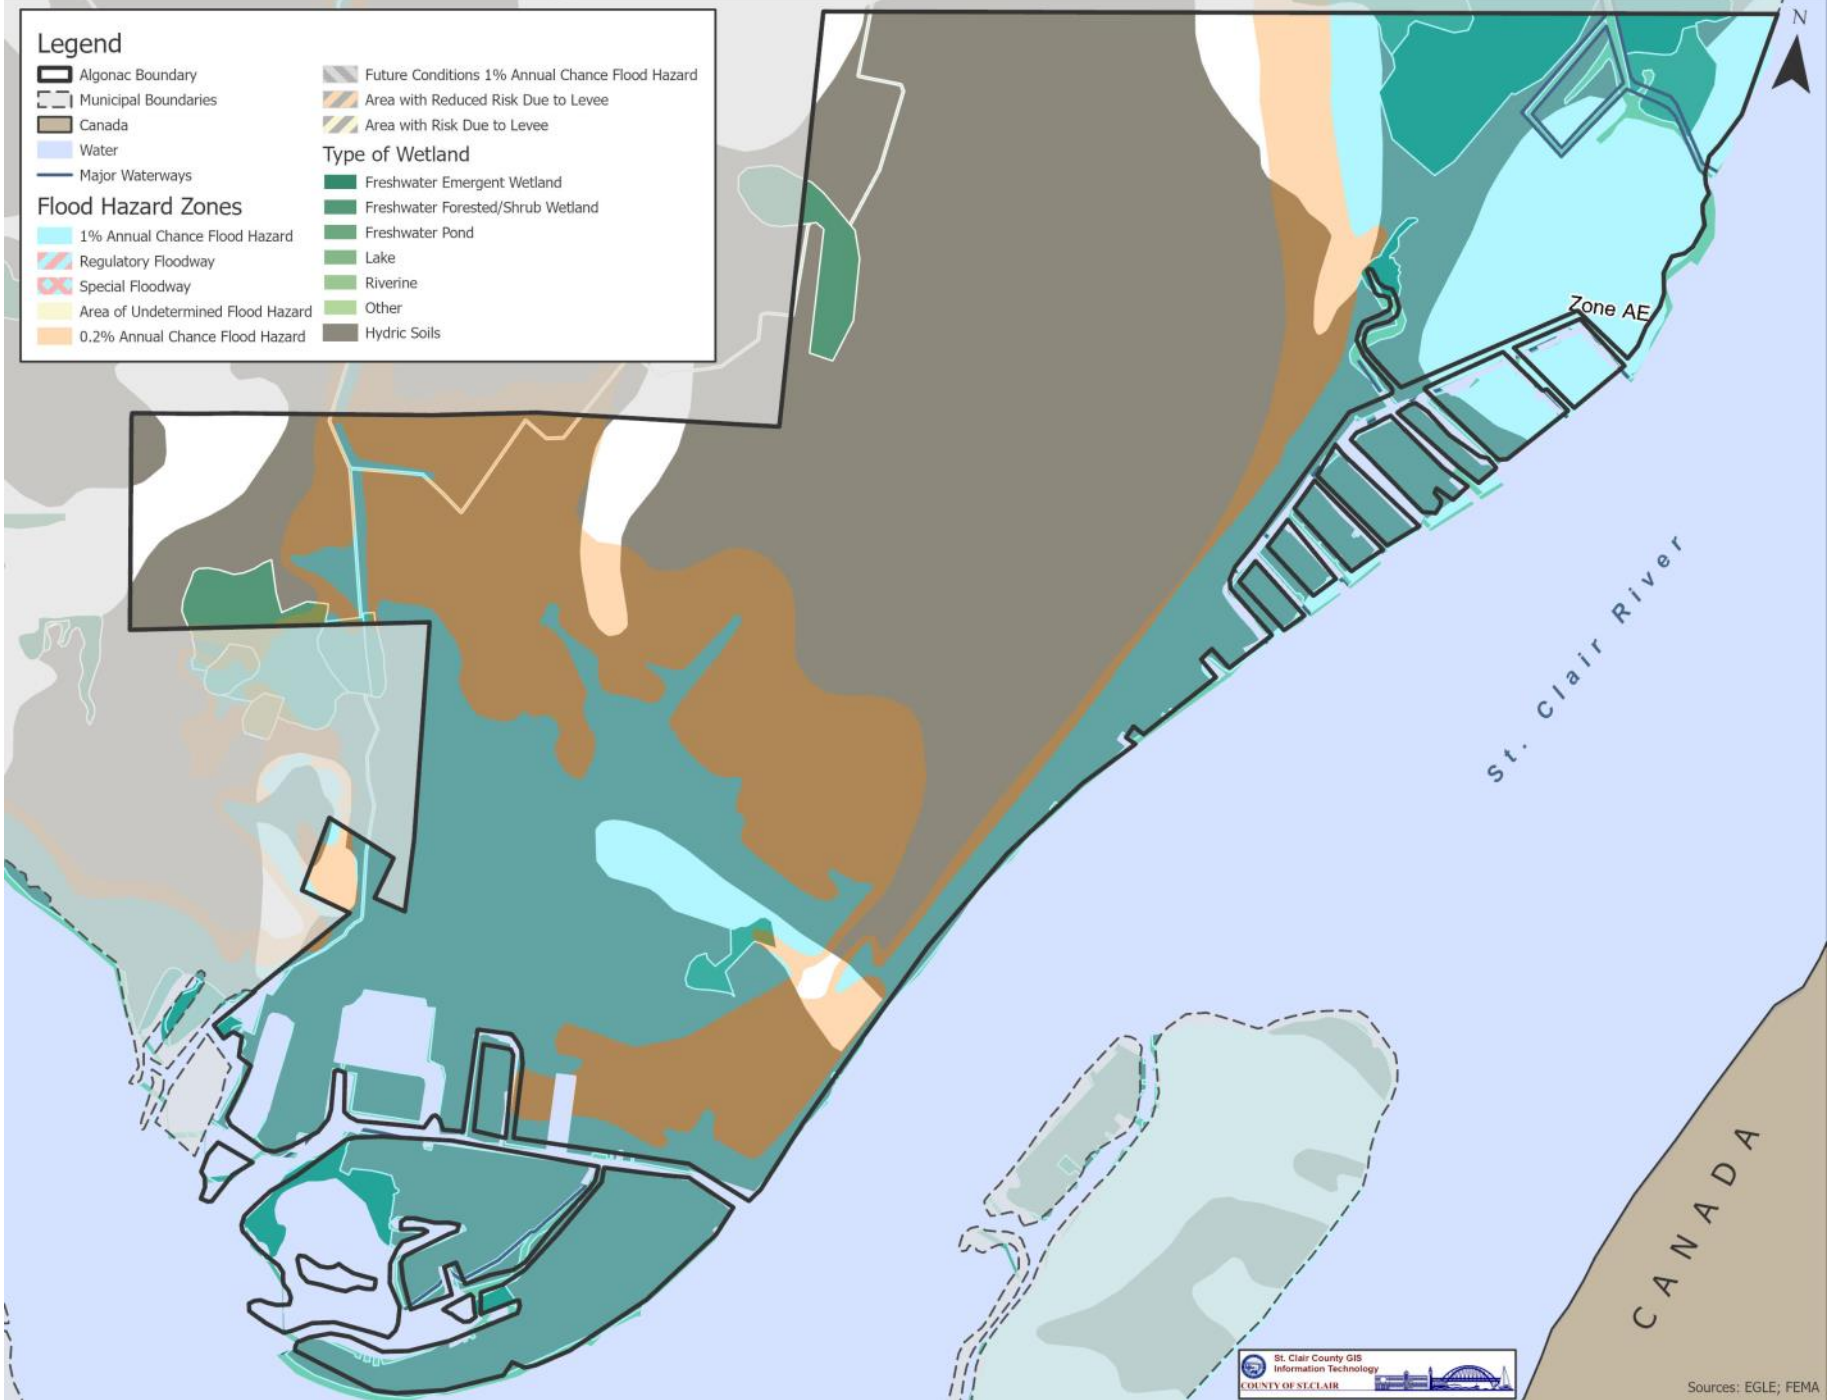 Legend
Algonac Boundary
Municipal Boundaries
Canada
Water
Major Waterways
Flood Hazard Zones
1% Annual Chance Flood Hazard
Regulatory Floodway
Special Floodway
Area of Undetermined Flood Hazard
0.2% Annual Chance Flood Hazard
Future Conditions 1% Annual Chance Flood Hazard
Area with Reduced Risk Due to Levee
Area with Risk Due to Levee
Type of Wetland
Freshwater Emergent Wetland
Freshwater Forested/Shrub Wetland
Freshwater Pond
Lake
Riverine
Other
Hydric Soils
N
Zone AE
St. Clair River
CANADA
St. Clair County GIS
Information Technology
COUNTY OF ST.CLAIR
Sources: EGLE; FEMA